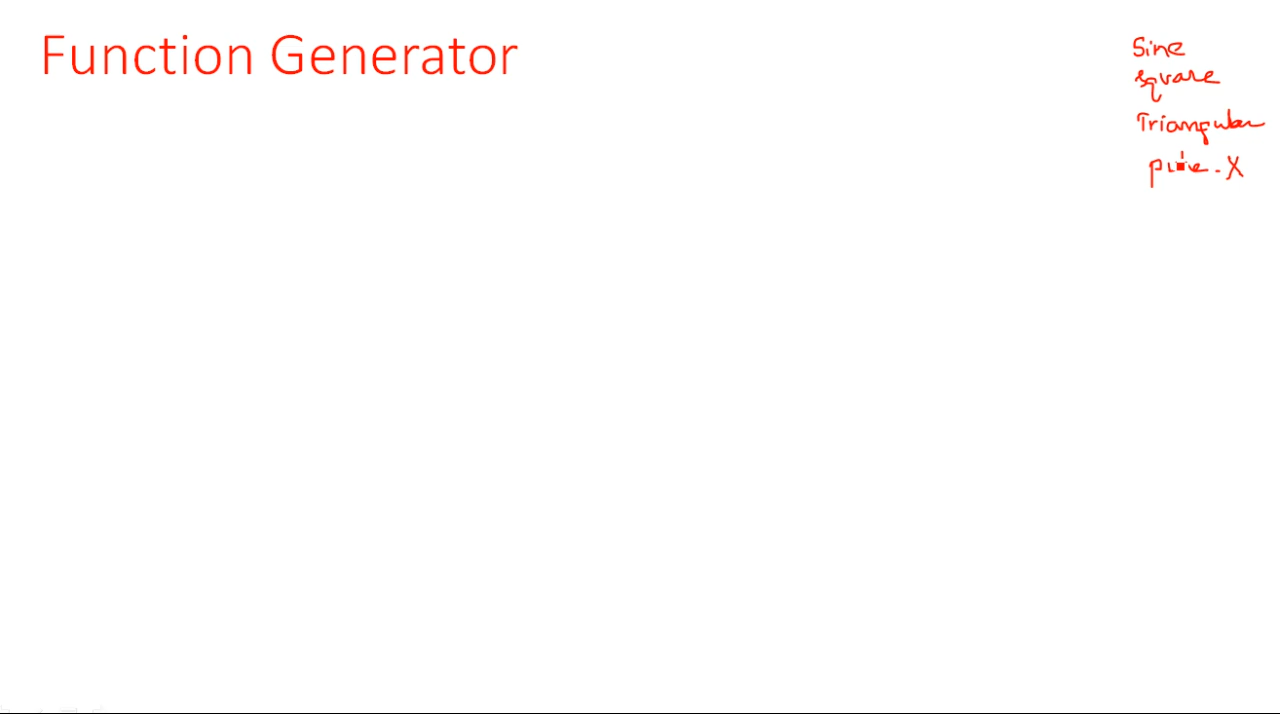 Function Generator
Sine
square
Triangular
X